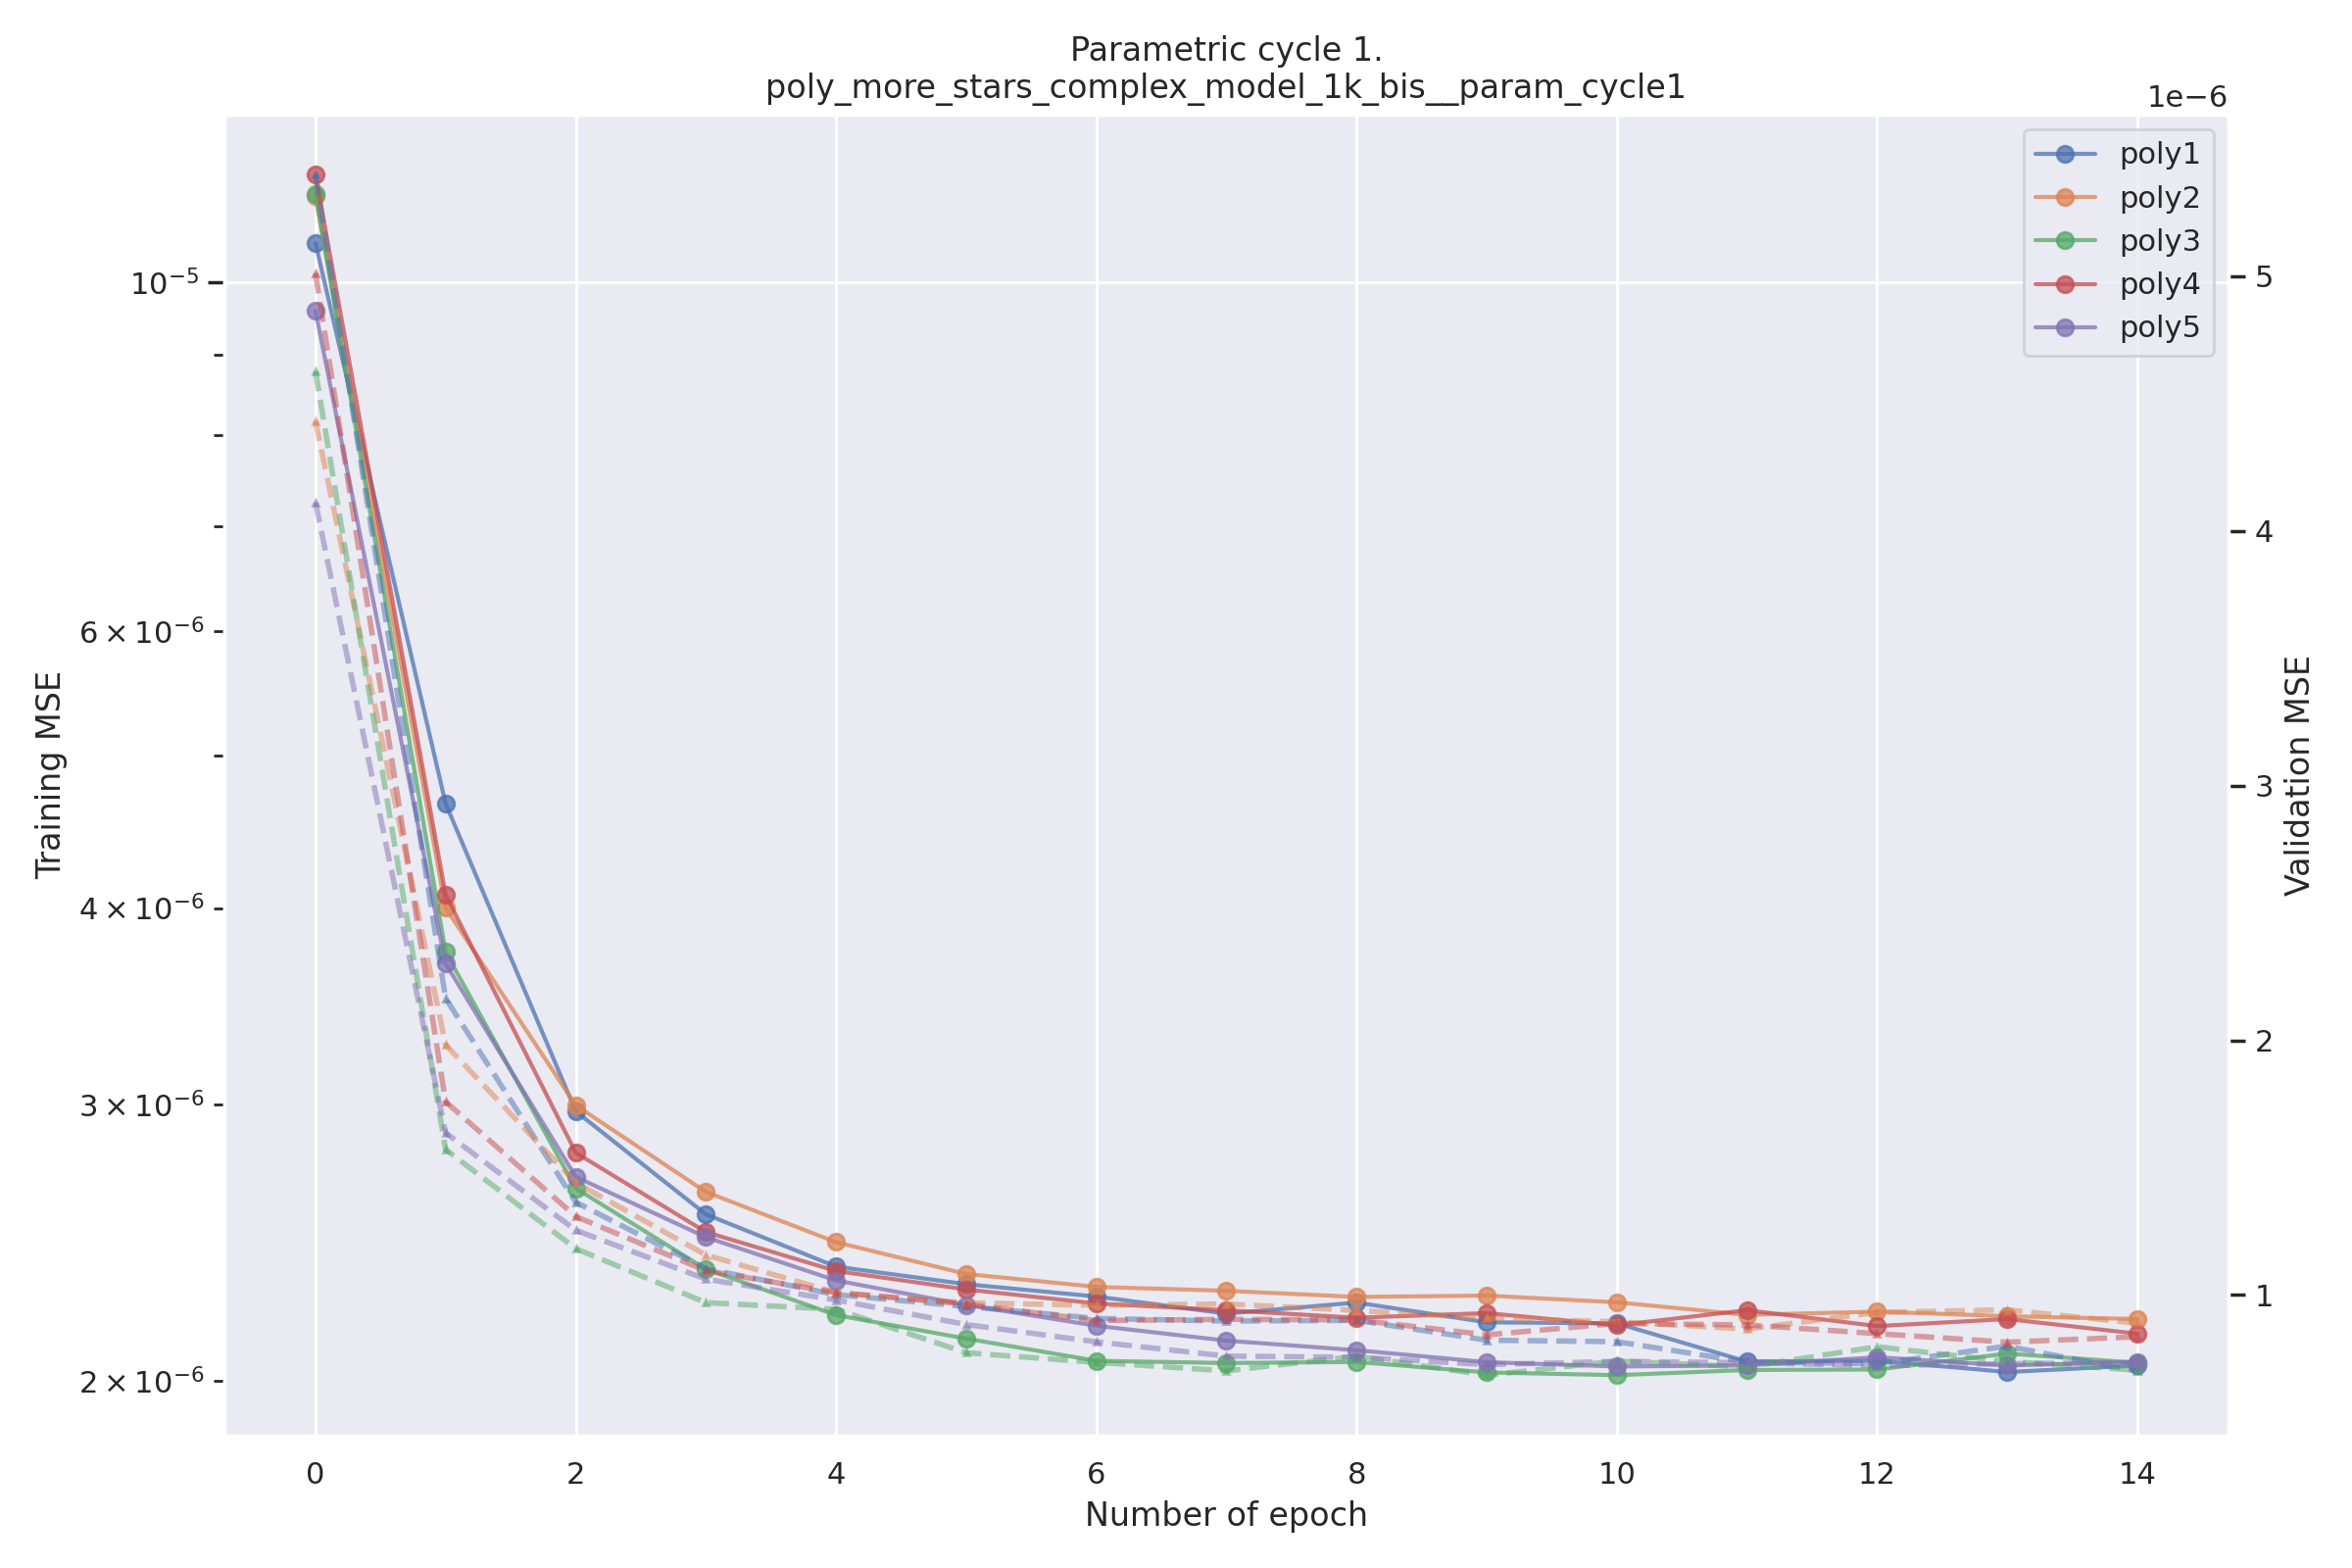 Parametric cycle 1.
poly_more_stars_complex_model_1k_bis__param_cycle1
1e−6
poly1
poly2
poly3
poly4
poly5
10⁻⁵
6 × 10⁻⁶
4 × 10⁻⁶
3 × 10⁻⁶
2 × 10⁻⁶
Training MSE
5
4
3
2
1
Validation MSE
0 2 4 6 8 10 12 14
Number of epoch